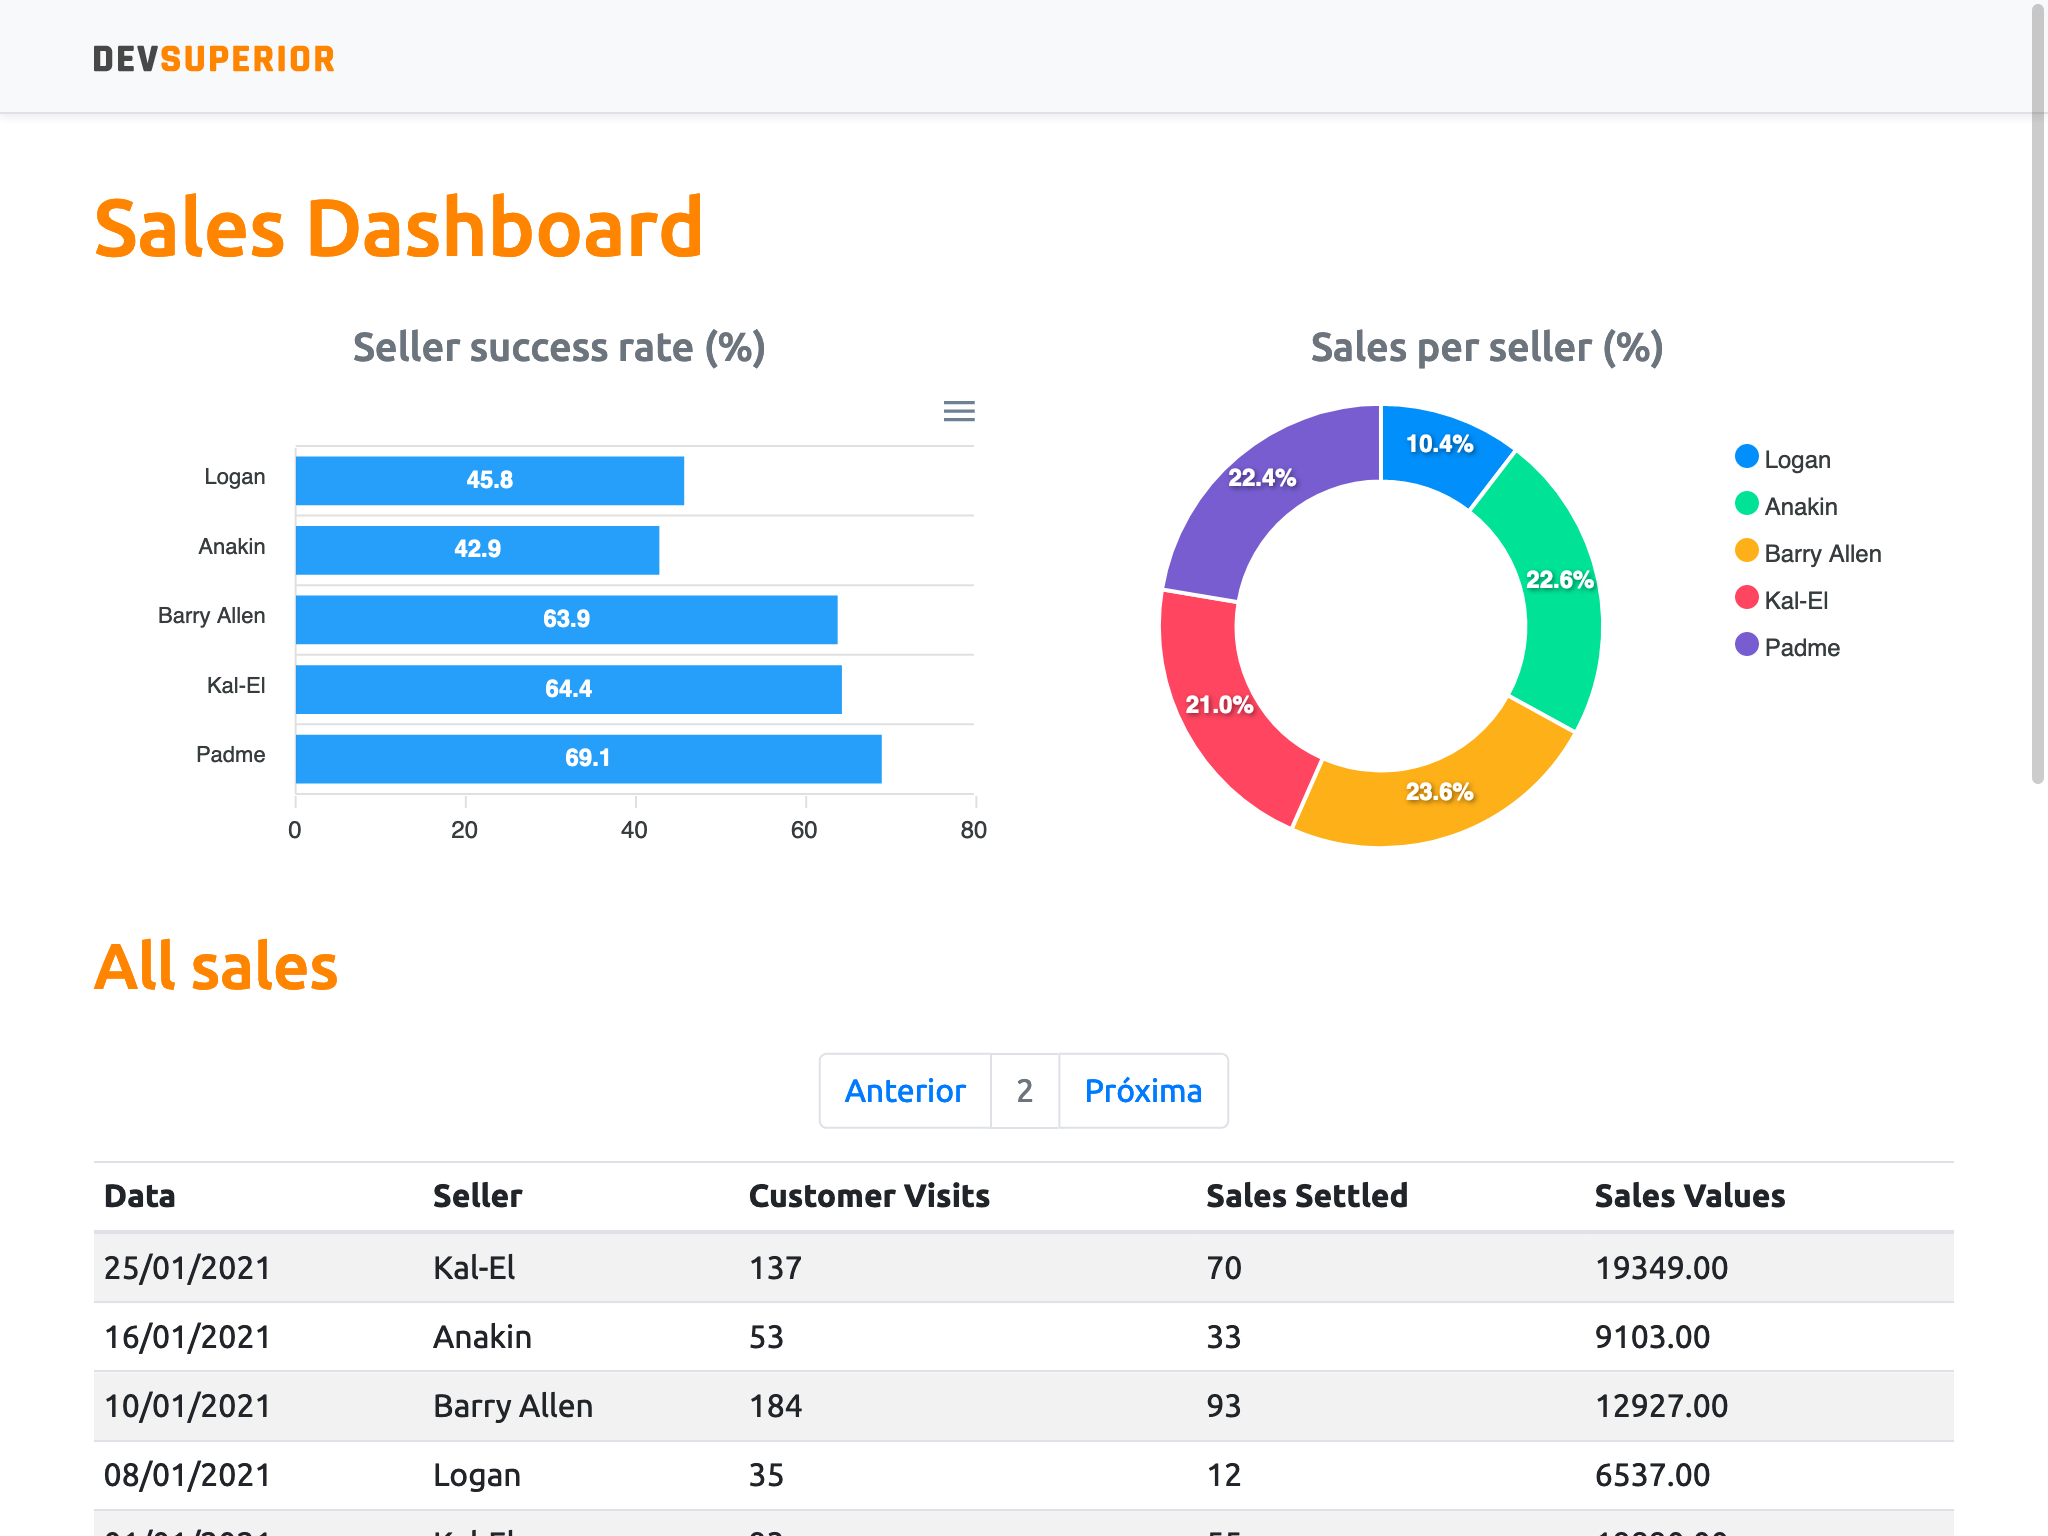 DEVSUPERIOR
Sales Dashboard
Seller success rate (%)
Logan 45.8
Anakin 42.9
Barry Allen 63.9
Kal-El 64.4
Padme 69.1
0 20 40 60 80
Sales per seller (%)
10.4%
22.6%
23.6%
21.0%
22.4%
Logan
Anakin
Barry Allen
Kal-El
Padme
All sales
Anterior 2 Próxima
Data Seller Customer Visits Sales Settled Sales Values
25/01/2021 Kal-El 137 70 19349.00
16/01/2021 Anakin 53 33 9103.00
10/01/2021 Barry Allen 184 93 12927.00
08/01/2021 Logan 35 12 6537.00